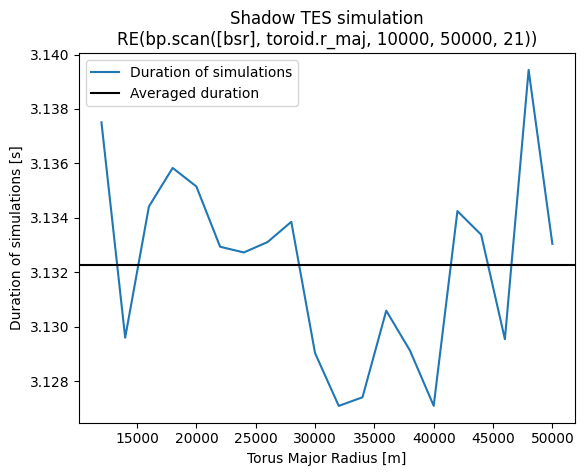 Shadow TES simulation
RE(bp.scan([bsr], toroid.r_maj, 10000, 50000, 21))
Duration of simulations
Averaged duration
3.140
3.138
3.136
3.134
3.132
3.130
3.128
Duration of simulations [s]
15000 20000 25000 30000 35000 40000 45000 50000
Torus Major Radius [m]